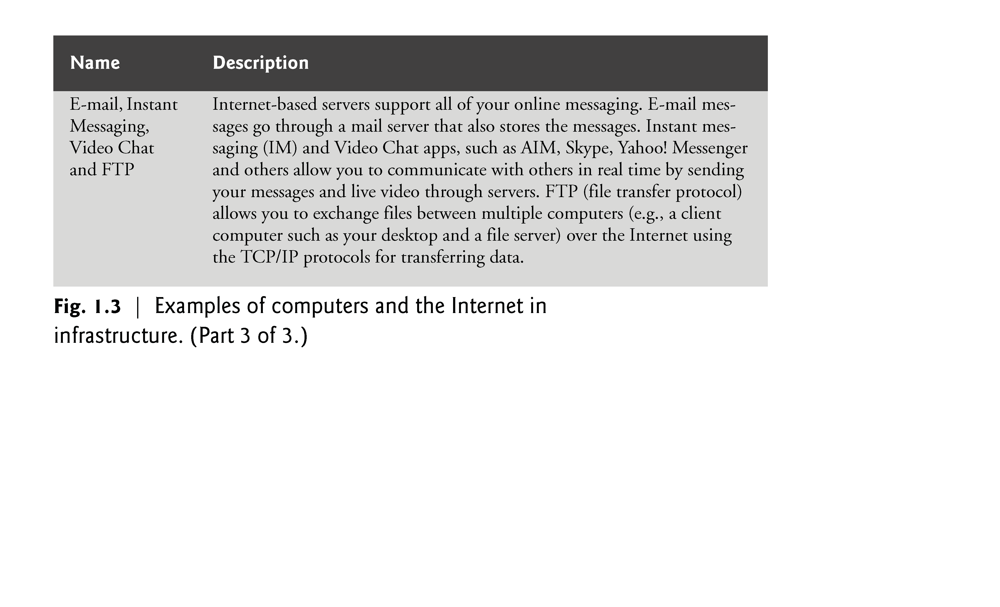 Name Description
E-mail, Instant
Messaging,
Video Chat
and FTP
Internet-based servers support all of your online messaging. E-mail mes-
sages go through a mail server that also stores the messages. Instant mes-
saging (IM) and Video Chat apps, such as AIM, Skype, Yahoo! Messenger
and others allow you to communicate with others in real time by sending
your messages and live video through servers. FTP (file transfer protocol)
allows you to exchange files between multiple computers (e.g., a client
computer such as your desktop and a file server) over the Internet using
the TCP/IP protocols for transferring data.
Fig. 1.3 | Examples of computers and the Internet in
infrastructure. (Part 3 of 3.)